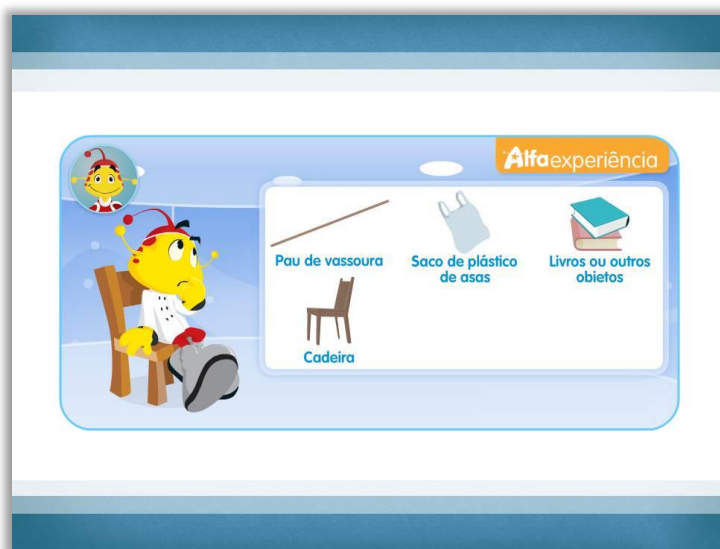 Alfaexperiência
Pau de vassoura
Saco de plástico
de asas
Livros ou outros
objetos
Cadeira